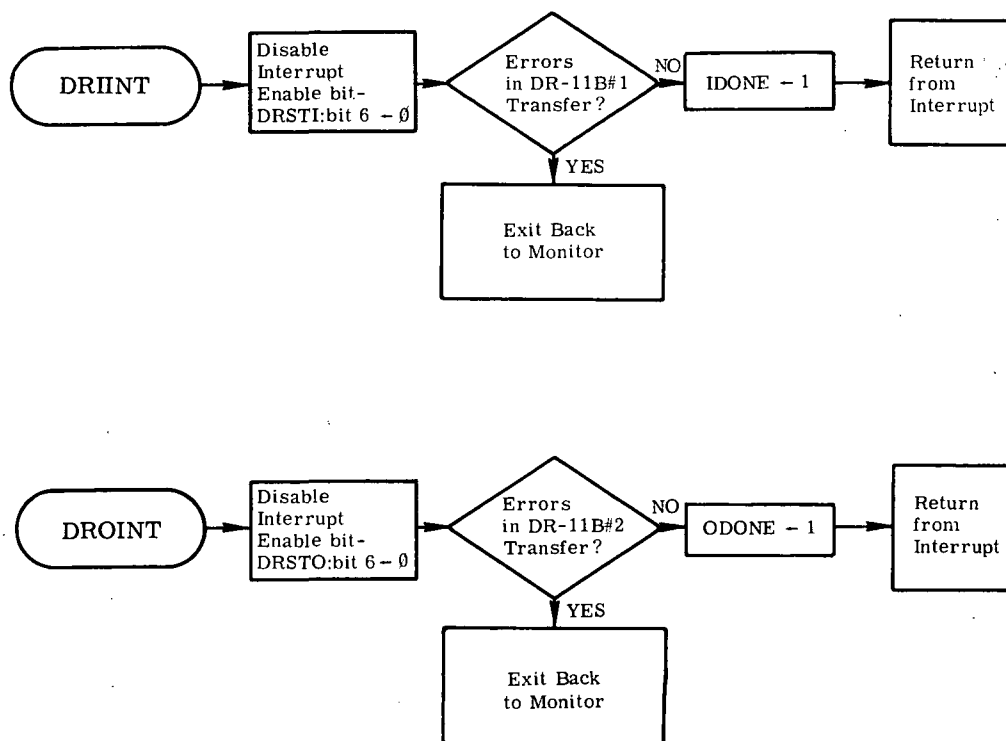 DRIINT
Disable
Interrupt
Enable bit-
DRSTI:bit 6 ← Ø
Errors
in DR-11B#1
Transfer?
NO
IDONE ← 1
Return
from
Interrupt
YES
Exit Back
to Monitor
DROINT
Disable
Interrupt
Enable bit-
DRSTO:bit 6 ← Ø
Errors
in DR-11B#2
Transfer?
NO
ODONE ← 1
Return
from
Interrupt
YES
Exit Back
to Monitor